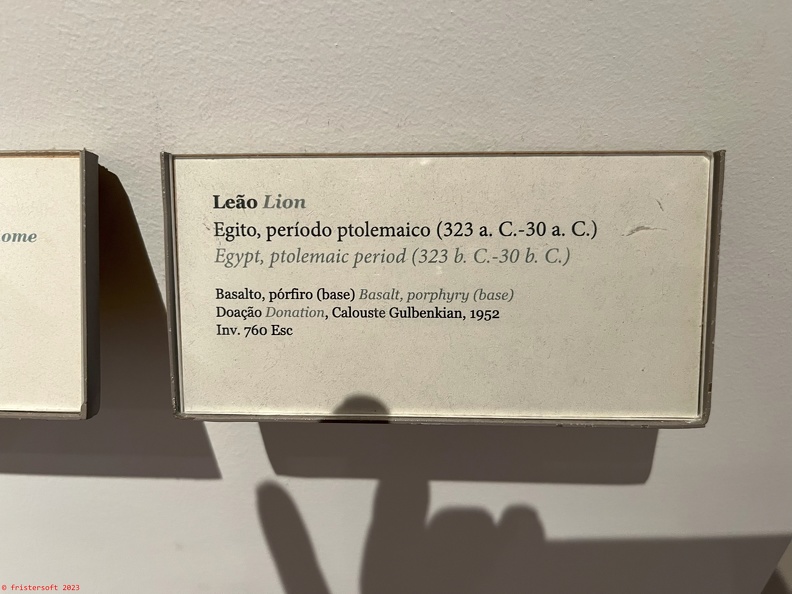 ome
Leão Lion
Egito, período ptolemaico (323 a. C.-30 a. C.)
Egypt, ptolemaic period (323 b. C.-30 b. C.)
Basalto, pórfiro (base) Basalt, porphyry (base)
Doação Donation, Calouste Gulbenkian, 1952
Inv. 760 Esc
© fristersoft 2023